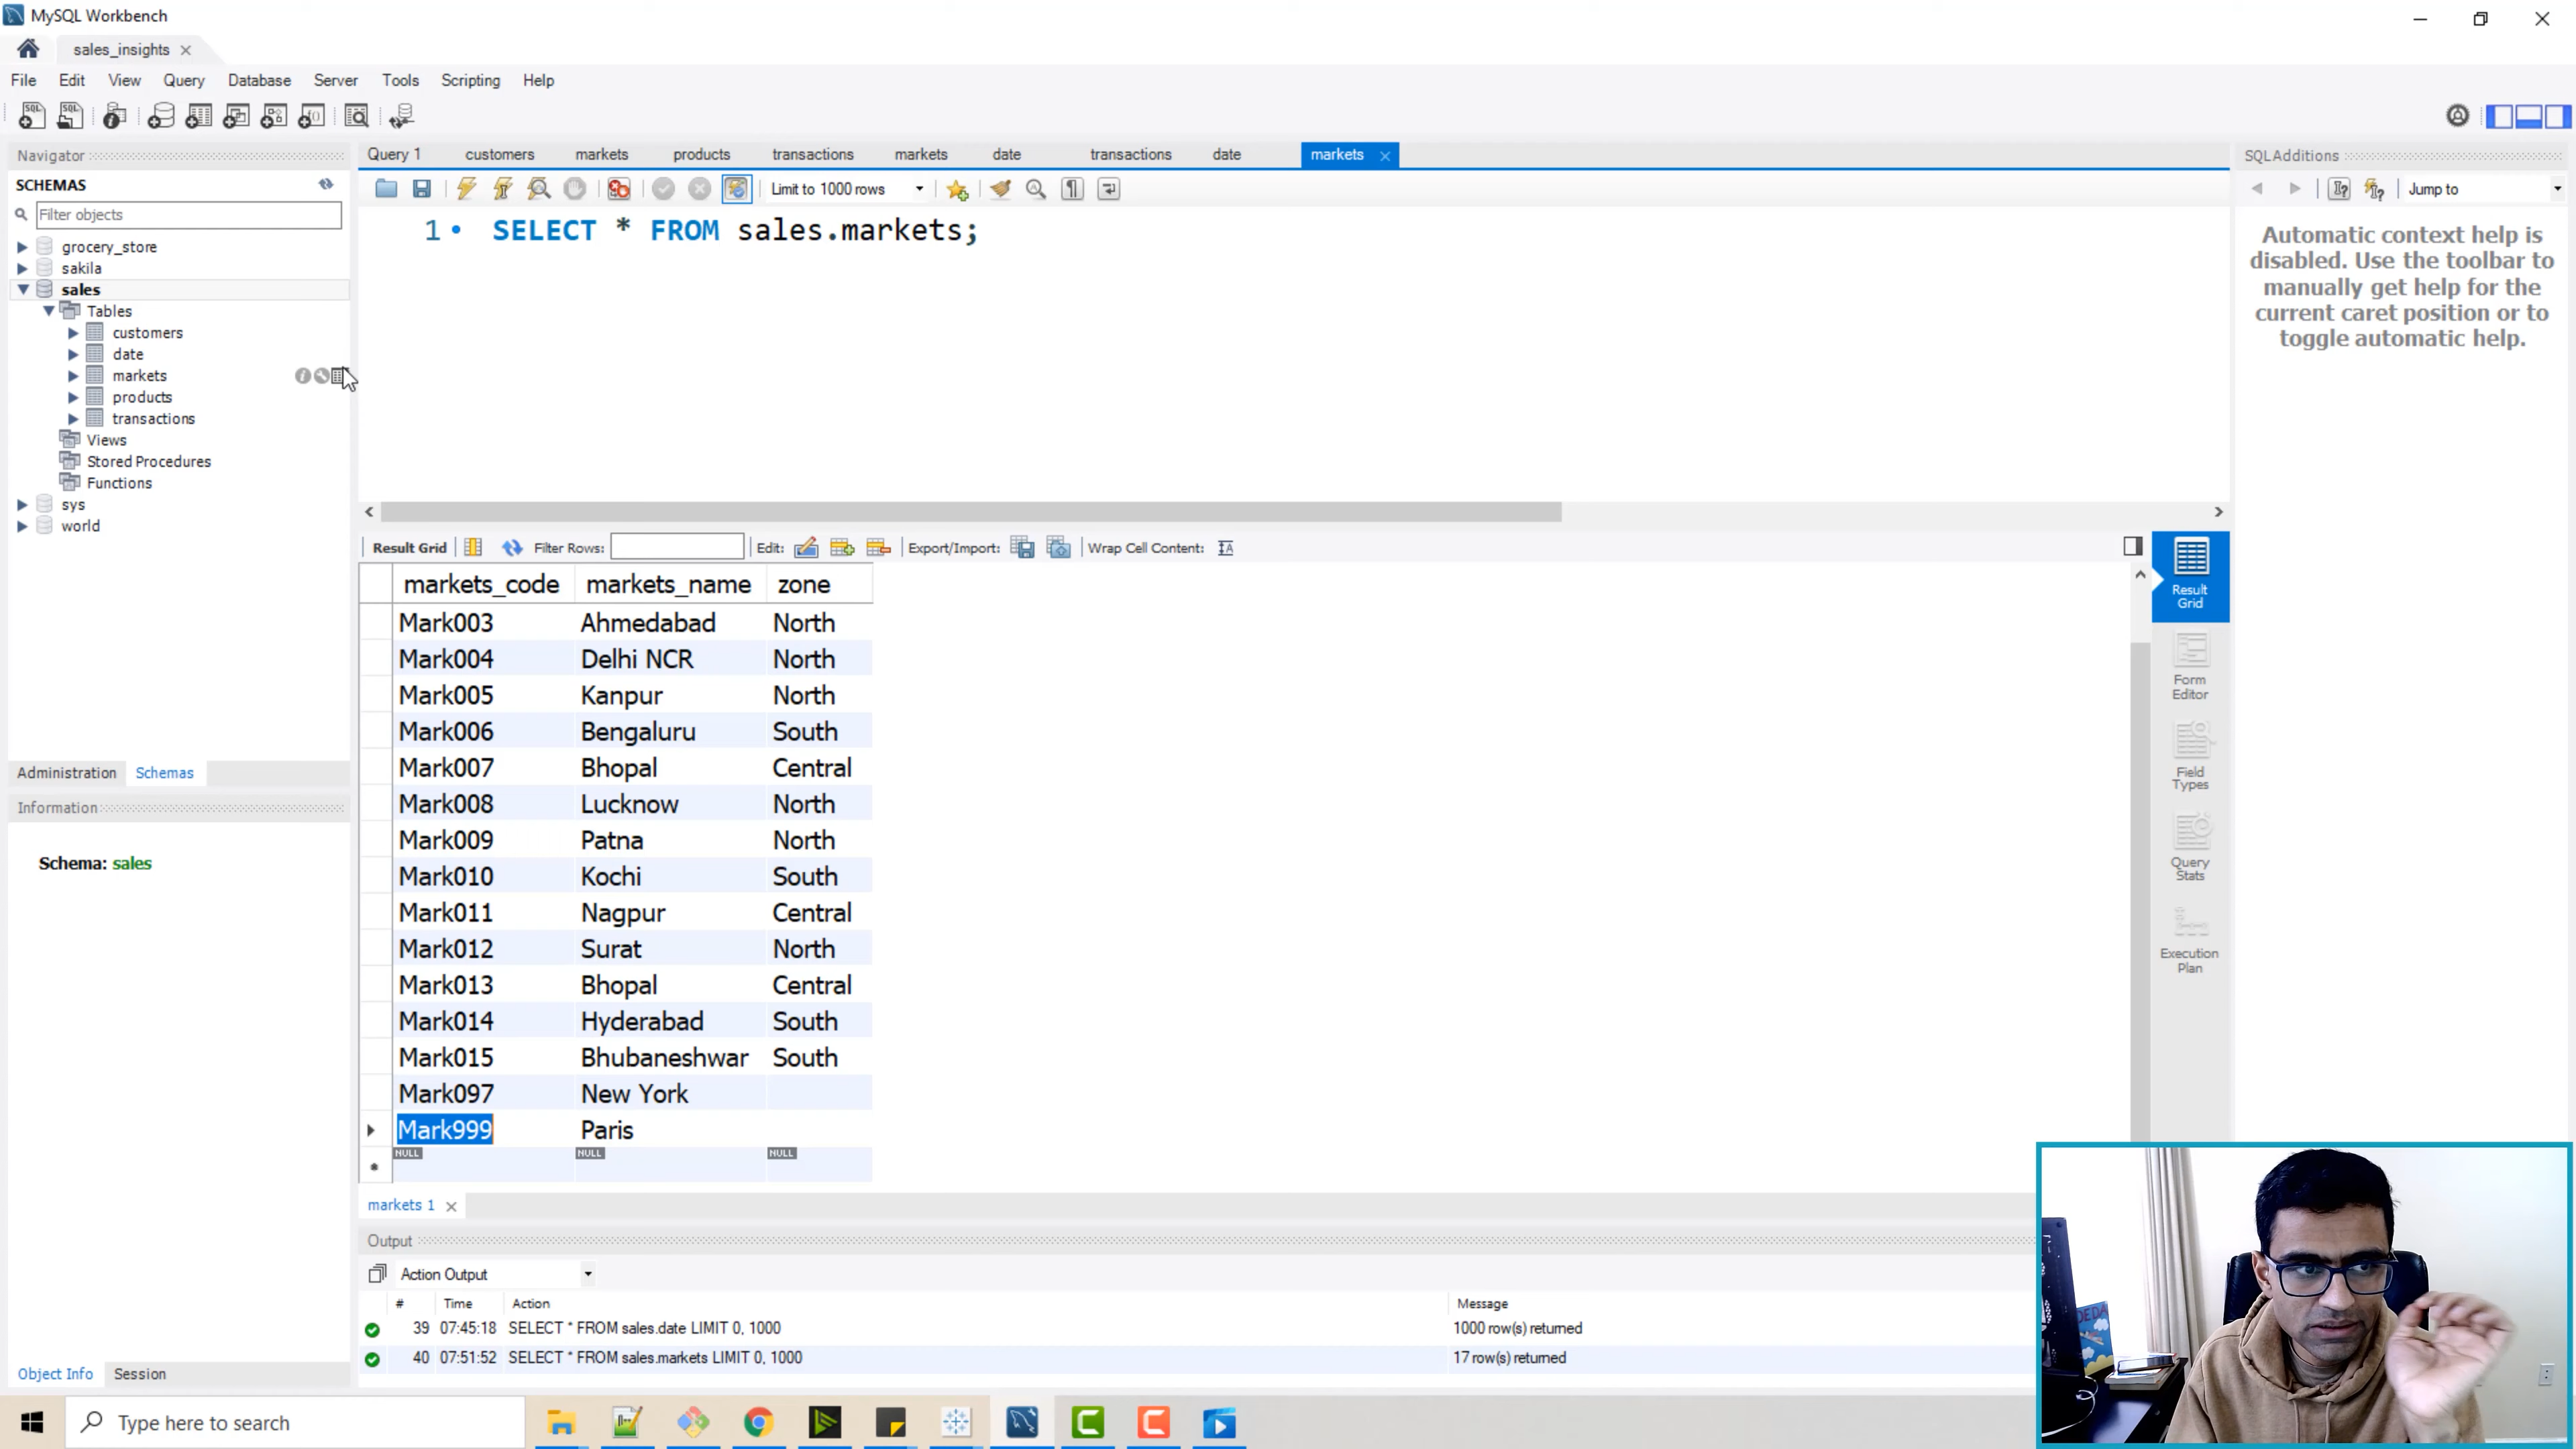 MySQL Workbench
sales_insights
File Edit View Query Database Server Tools Scripting Help
Navigator
SCHEMAS
Filter objects
grocery_store
sakila
sales
Tables
customers
date
markets
products
transactions
Views
Stored Procedures
Functions
sys
world
Administration Schemas
Information
Schema: sales
Object Info Session
Query 1 customers markets products transactions markets date transactions date markets
Limit to 1000 rows
1 SELECT * FROM sales.markets;
Result Grid Filter Rows: Edit: Export/Import: Wrap Cell Content:
markets_code markets_name zone
Mark003 Ahmedabad North
Mark004 Delhi NCR North
Mark005 Kanpur North
Mark006 Bengaluru South
Mark007 Bhopal Central
Mark008 Lucknow North
Mark009 Patna North
Mark010 Kochi South
Mark011 Nagpur Central
Mark012 Surat North
Mark013 Bhopal Central
Mark014 Hyderabad South
Mark015 Bhubaneshwar South
Mark097 New York
Mark999 Paris
NULL NULL NULL
markets 1
Output
Action Output
# Time Action Message
39 07:45:18 SELECT * FROM sales.date LIMIT 0, 1000 1000 row(s) returned
40 07:51:52 SELECT * FROM sales.markets LIMIT 0, 1000 17 row(s) returned
Result
Grid
Form
Editor
Field
Types
Query
Stats
Execution
Plan
SQLAdditions
Jump to
Automatic context help is
disabled. Use the toolbar to
manually get help for the
current caret position or to
toggle automatic help.
Type here to search